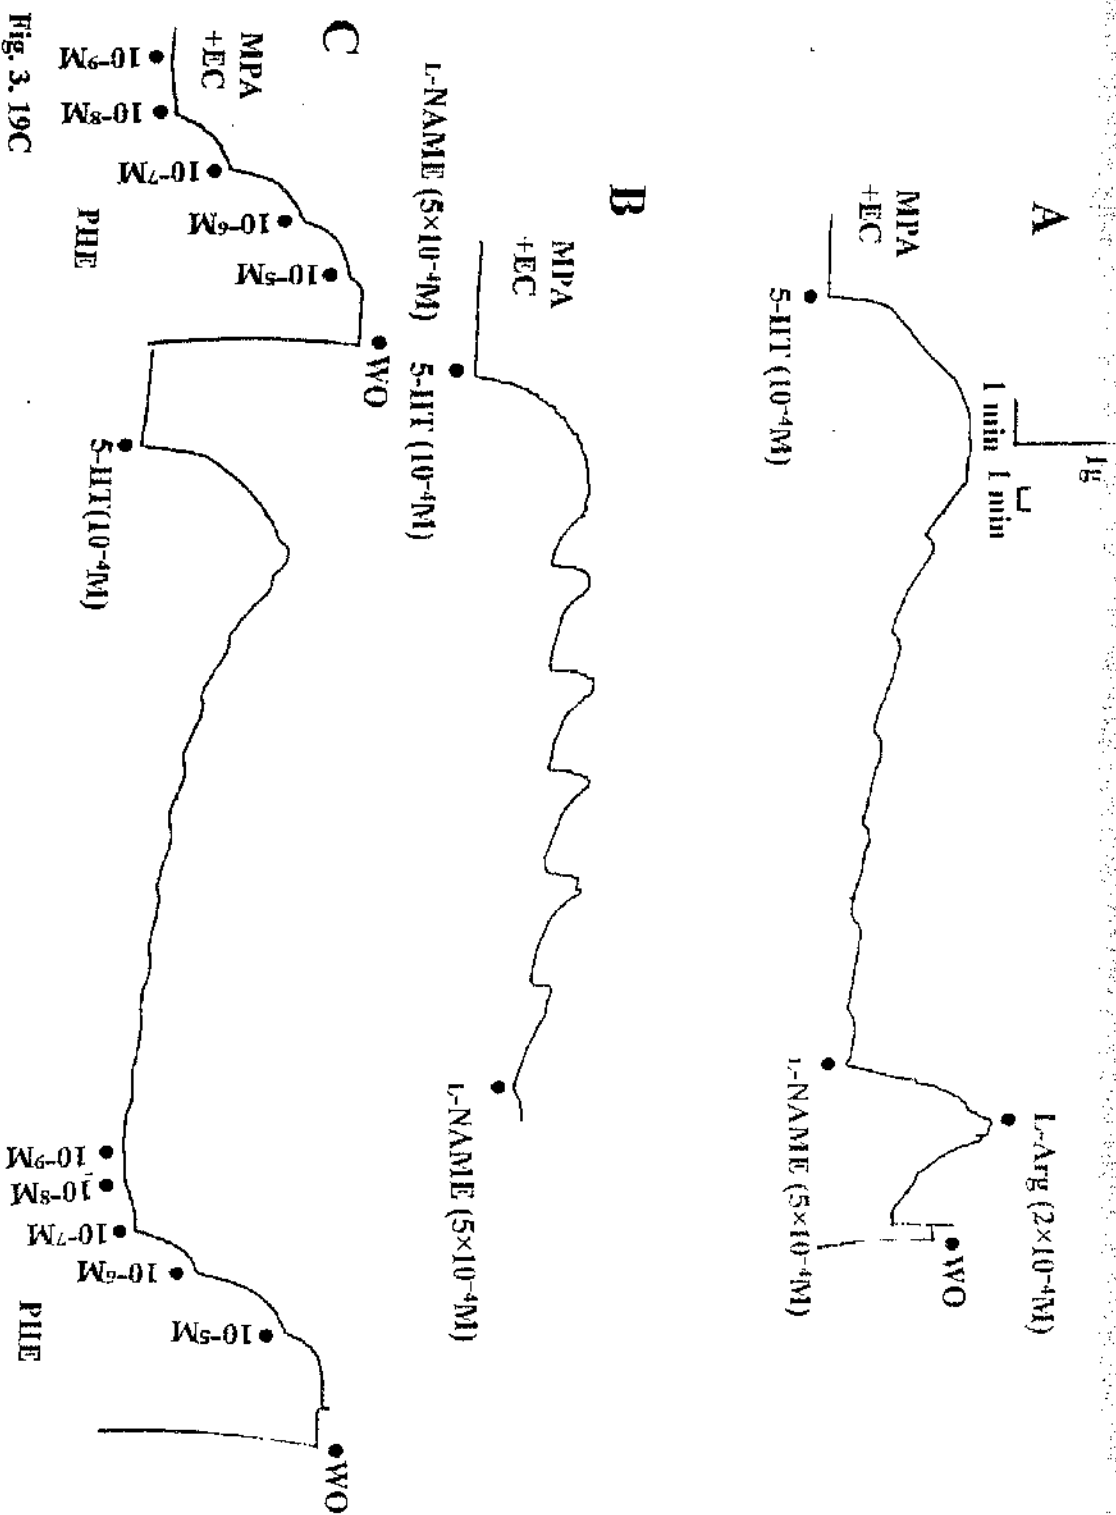 A
MPA
+EC
5-HT (10⁻⁴M)
1 min
1g
1 min
L-NAME (5×10⁻⁴M)
L-Arg (2×10⁻⁴M)
WO
B
MPA
+EC
L-NAME (5×10⁻⁴M)
5-HT (10⁻⁴M)
L-NAME (5×10⁻⁴M)
C
MPA
+EC
10⁻⁹M
10⁻⁸M
10⁻⁷M
10⁻⁶M
10⁻⁵M
PHE
WO
5-HT(10⁻⁴M)
10⁻⁹M
10⁻⁸M
10⁻⁷M
10⁻⁶M
10⁻⁵M
PHE
WO
Fig. 3. 19C